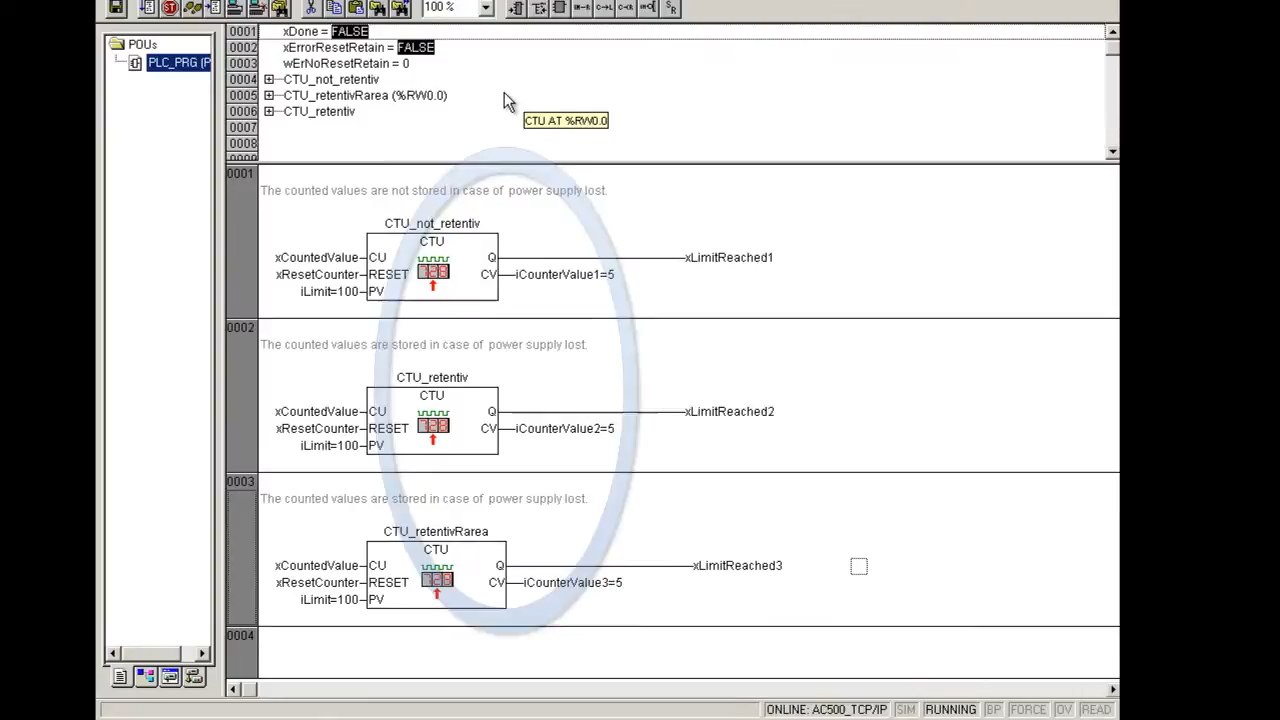 100 %
POUs
PLC_PRG (P
0001 xDone = FALSE
0002 xErrorResetRetain = FALSE
0003 wErNoResetRetain = 0
0004 CTU_not_retentiv
0005 CTU_retentivRarea (%RW0.0)
0006 CTU_retentiv
0007
0008
CTU AT %RW0.0
0001
The counted values are not stored in case of power supply lost.
CTU_not_retentiv
CTU
xCountedValue CU Q xLimitReached1
xResetCounter RESET CV iCounterValue1=5
iLimit=100 PV
0002
The counted values are stored in case of power supply lost.
CTU_retentiv
CTU
xCountedValue CU Q xLimitReached2
xResetCounter RESET CV iCounterValue2=5
iLimit=100 PV
0003
The counted values are stored in case of power supply lost.
CTU_retentivRarea
CTU
xCountedValue CU Q xLimitReached3
xResetCounter RESET CV iCounterValue3=5
iLimit=100 PV
0004
ONLINE: AC500_TCP/IP SIM RUNNING BP FORCE OV READ